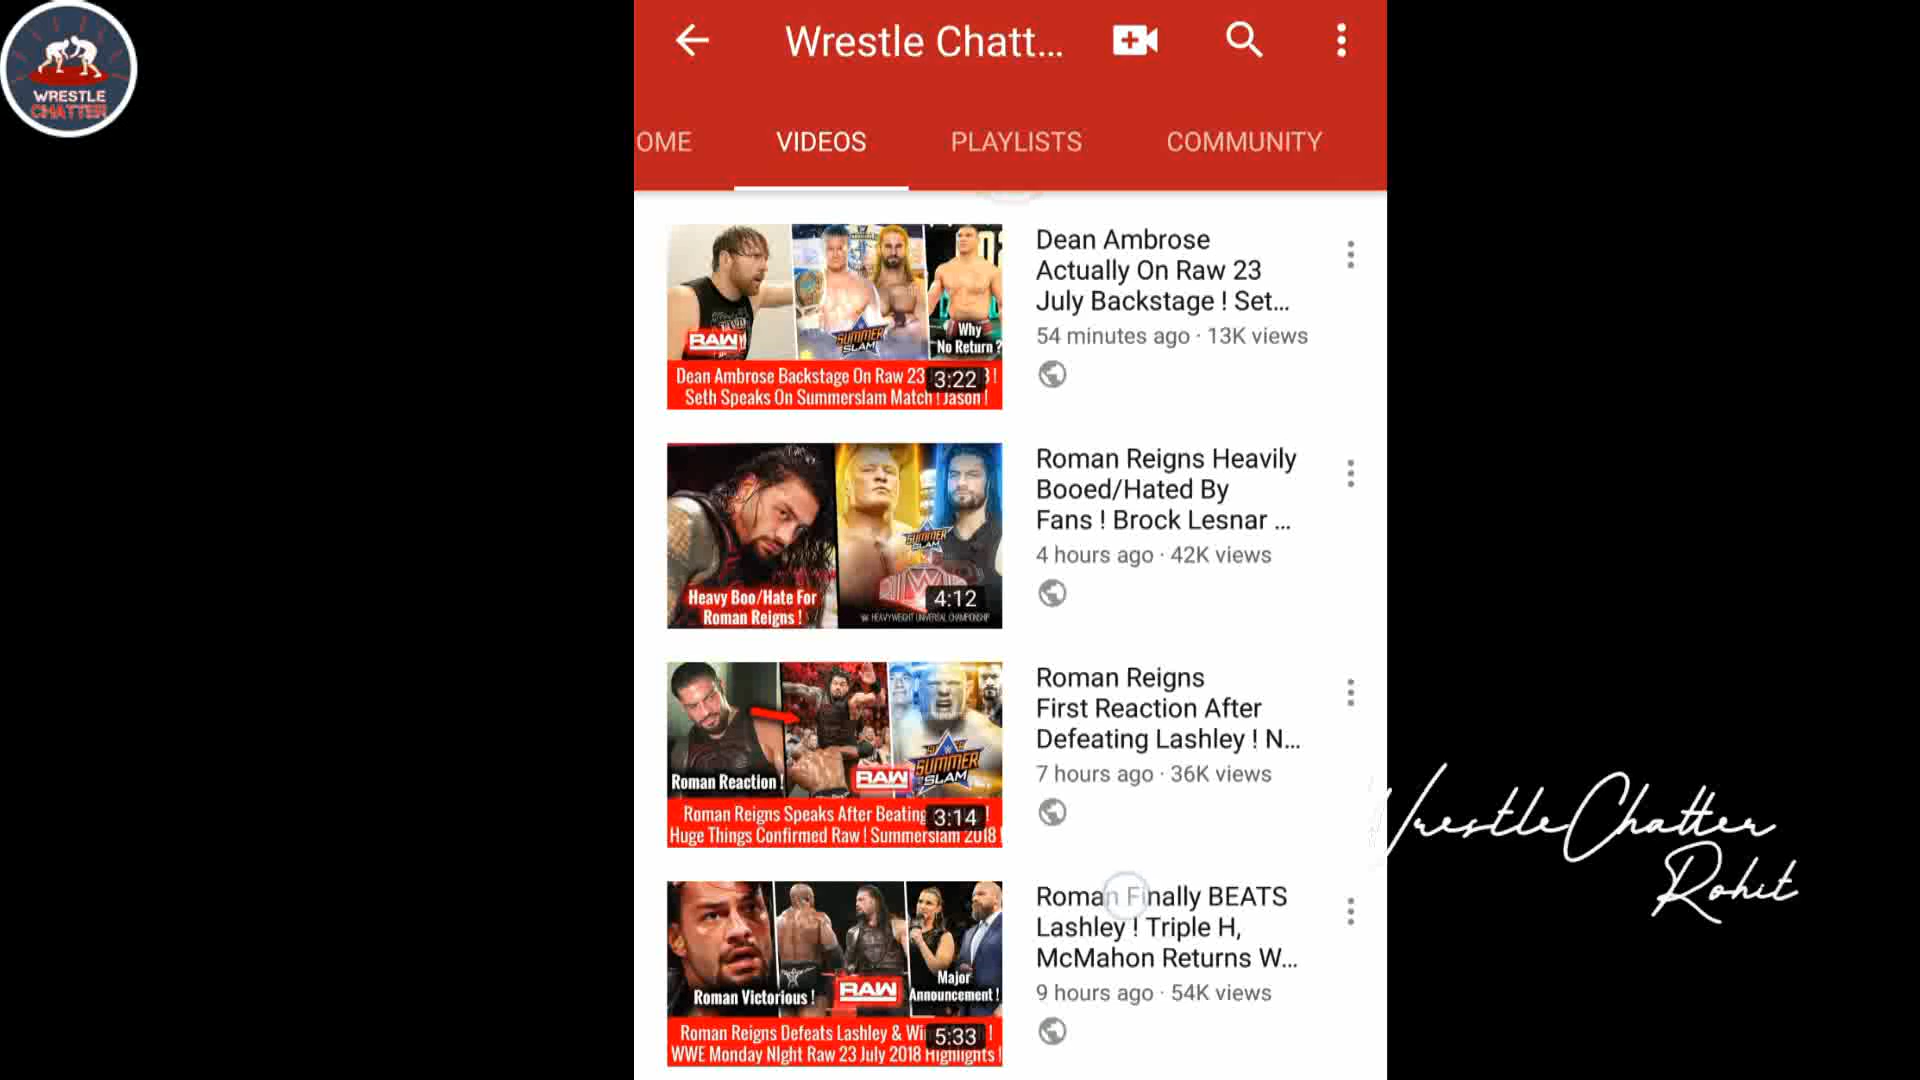 WRESTLE
CHATTER
Wrestle Chatt...
OME
VIDEOS
PLAYLISTS
COMMUNITY
RAW
SUMMER
SLAM
Why
No Return ?
Dean Ambrose Backstage On Raw 23
Seth Speaks On Summerslam Match ! Jason !
3:22
Dean Ambrose
Actually On Raw 23
July Backstage ! Set...
54 minutes ago · 13K views
Heavy Boo/Hate For
Roman Reigns !
SUMMER
SLAM
HEAVYWEIGHT UNIVERSAL CHAMPIONSHIP
4:12
Roman Reigns Heavily
Booed/Hated By
Fans ! Brock Lesnar ...
4 hours ago · 42K views
Roman Reaction !
RAW
SUMMER
SLAM
Roman Reigns Speaks After Beating
Huge Things Confirmed Raw ! Summerslam 2018
3:14
Roman Reigns
First Reaction After
Defeating Lashley ! N...
7 hours ago · 36K views
Roman Victorious !
RAW
Major
Announcement !
Roman Reigns Defeats Lashley &
WWE Monday NIght Raw 23 July 2018 Highlights !
5:33
Roman Finally BEATS
Lashley ! Triple H,
McMahon Returns W...
9 hours ago · 54K views
WrestleChatter
Rohit